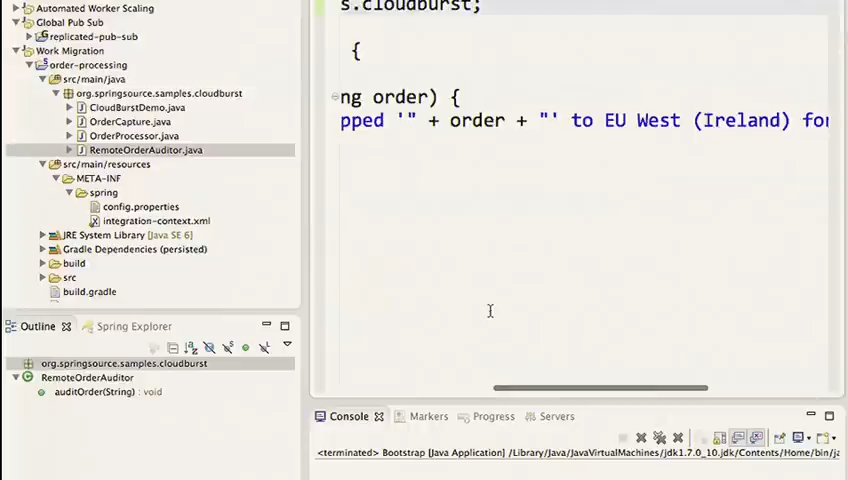 Automated Worker Scaling
Global Pub Sub
replicated-pub-sub
Work Migration
order-processing
src/main/java
org.springsource.samples.cloudburst
CloudBurstDemo.java
OrderCapture.java
OrderProcessor.java
RemoteOrderAuditor.java
src/main/resources
META-INF
spring
config.properties
integration-context.xml
JRE System Library [Java SE 6]
Gradle Dependencies (persisted)
build
src
build.gradle
s.cloudburst;
{
ng order) {
pped '" + order + "' to EU West (Ireland) for
Outline Spring Explorer
org.springsource.samples.cloudburst
RemoteOrderAuditor
auditOrder(String) : void
Console Markers Progress Servers
<terminated> Bootstrap [Java Application] /Library/Java/JavaVirtualMachines/jdk1.7.0_10.jdk/Contents/Home/bin/ja